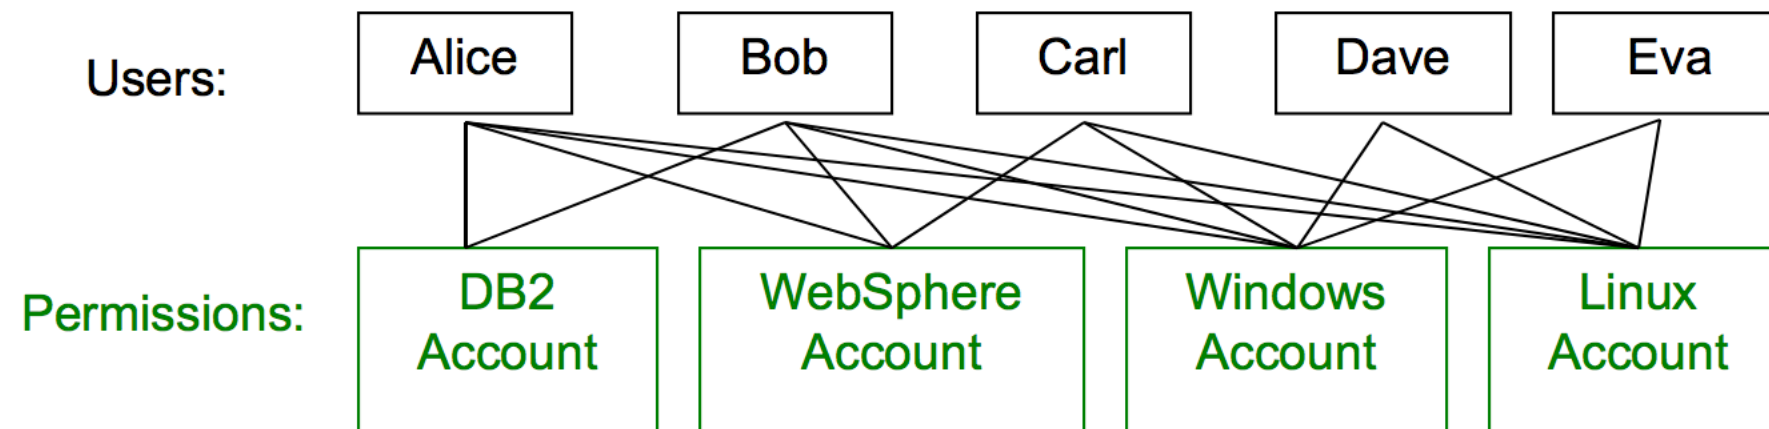 Users:
Alice
Bob
Carl
Dave
Eva
Permissions:
DB2
Account
WebSphere
Account
Windows
Account
Linux
Account